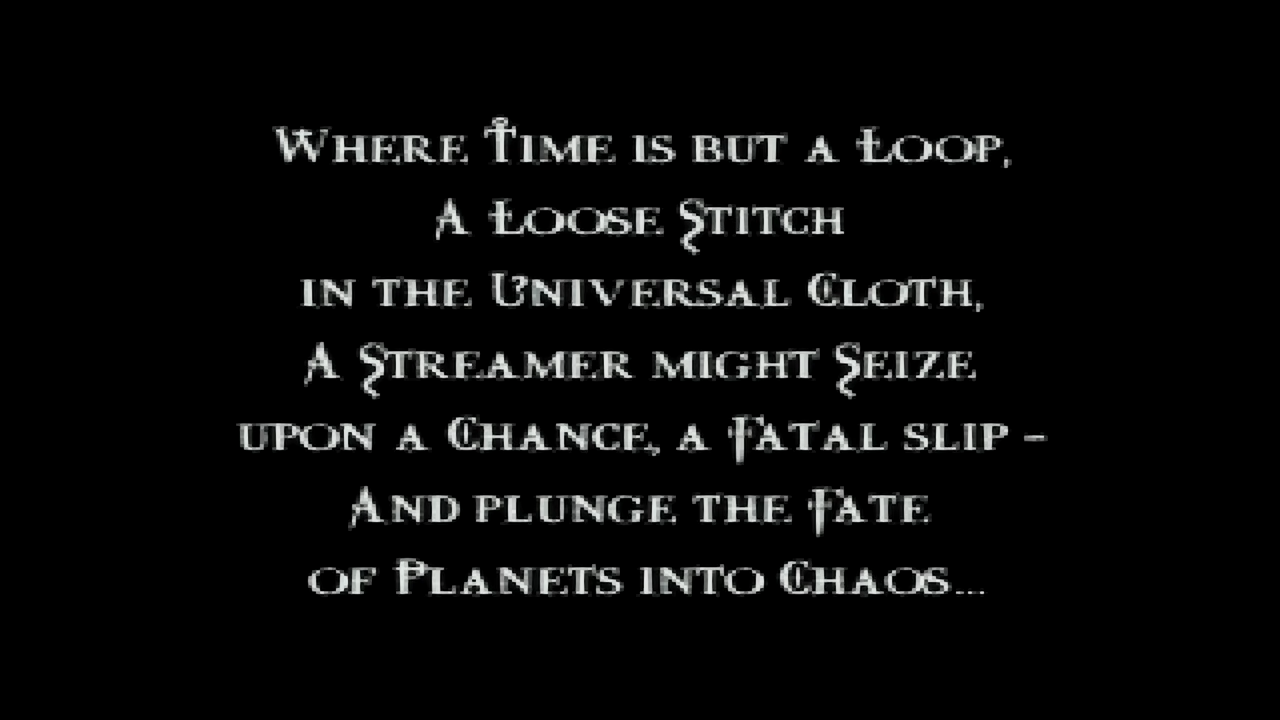 Where Time is but a Loop,
A Loose Stitch
in the Universal Cloth,
A Streamer might Seize
upon a Chance, a Fatal slip –
And plunge the Fate
of Planets into Chaos...